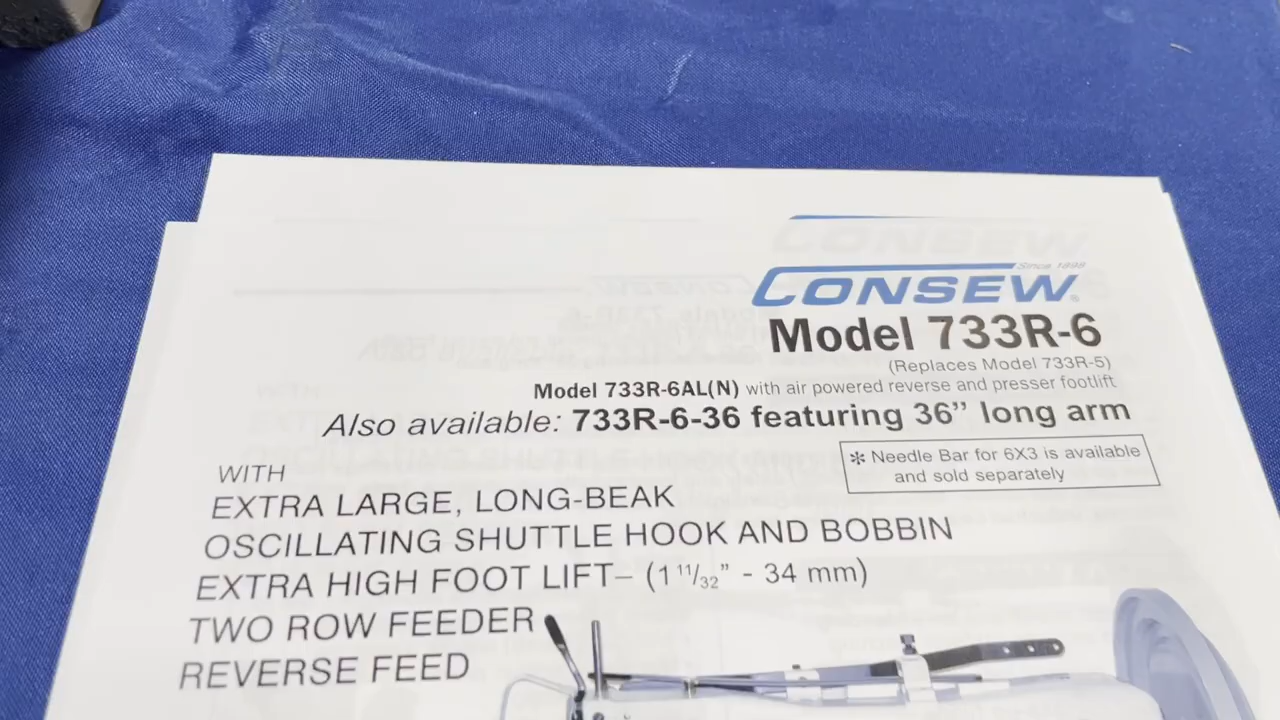 Since 1898
CONSEW®
Model 733R-6
(Replaces Model 733R-5)
Model 733R-6AL(N) with air powered reverse and presser footlift
Also available: 733R-6-36 featuring 36” long arm
* Needle Bar for 6X3 is available
and sold separately
WITH
EXTRA LARGE, LONG-BEAK
OSCILLATING SHUTTLE HOOK AND BOBBIN
EXTRA HIGH FOOT LIFT– (1 11/32” - 34 mm)
TWO ROW FEEDER
REVERSE FEED